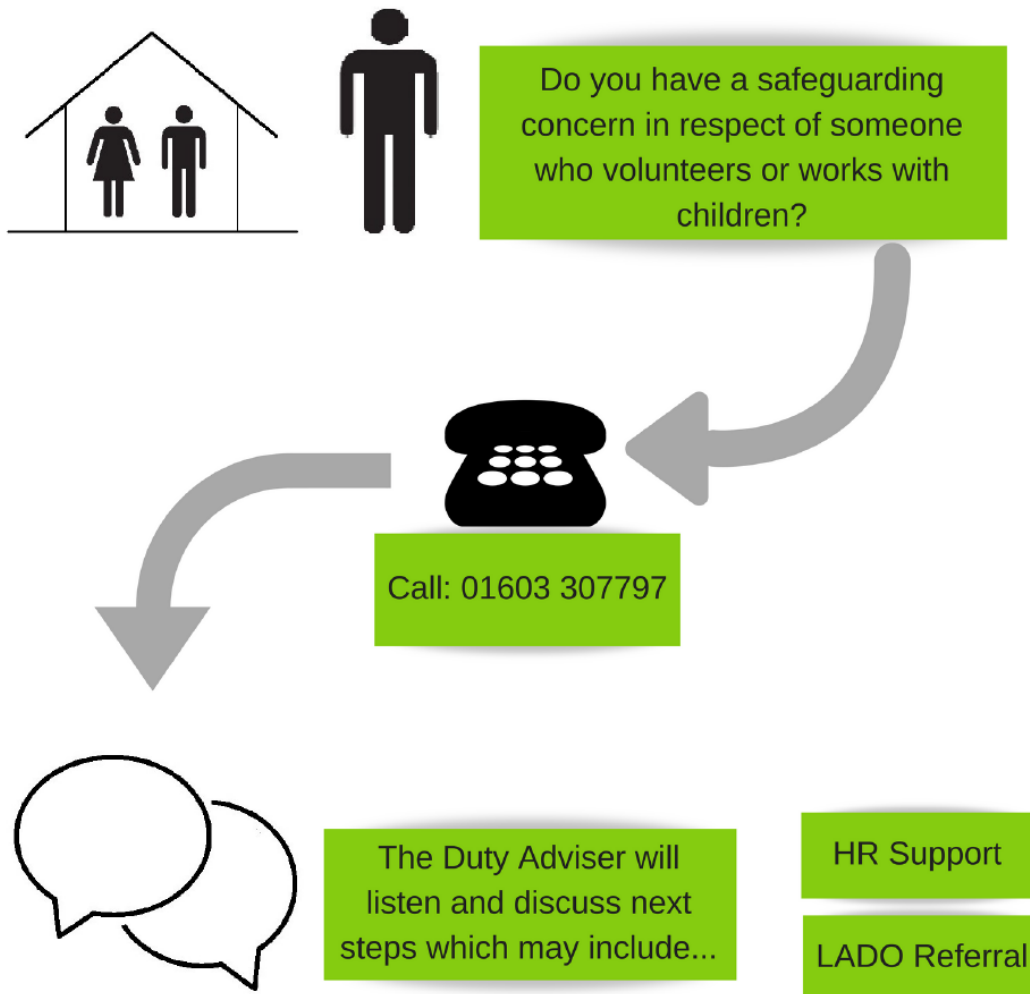 Do you have a safeguarding
concern in respect of someone
who volunteers or works with
children?
Call: 01603 307797
The Duty Adviser will
listen and discuss next
steps which may include...
HR Support
LADO Referral